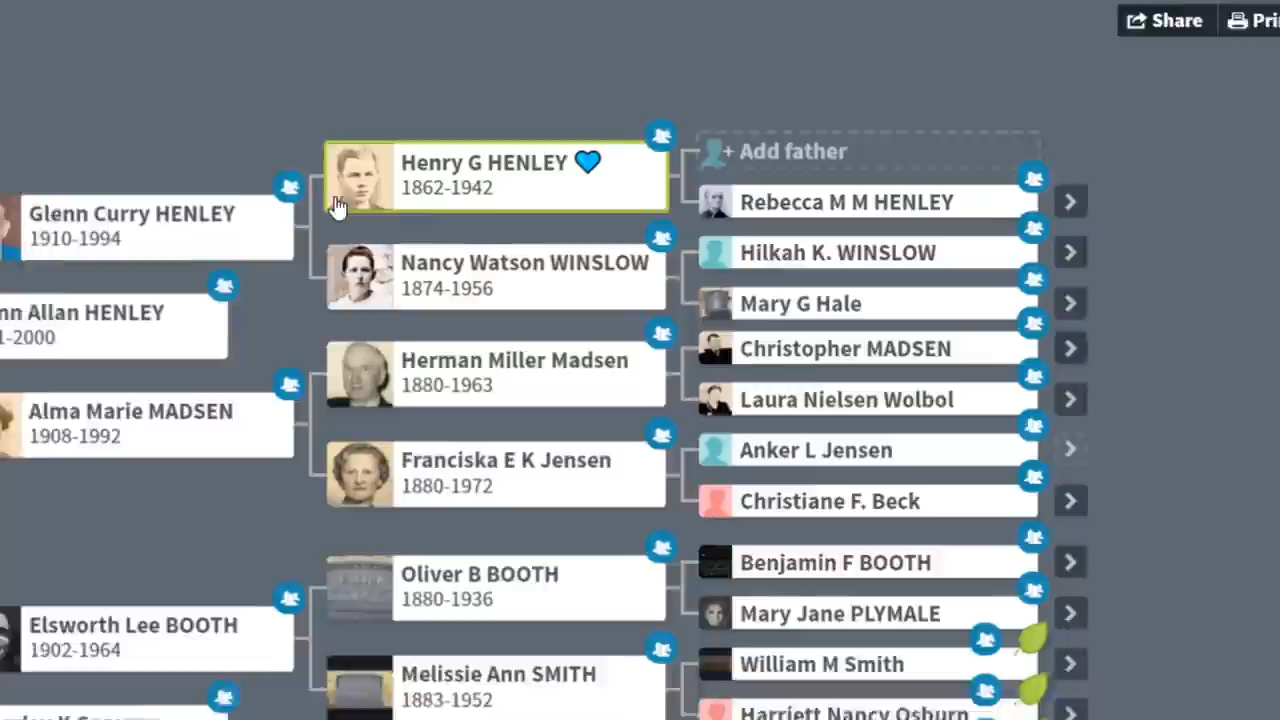 Share
Henry G HENLEY 💙
1862-1942
Add father
Glenn Curry HENLEY
1910-1994
Rebecca M M HENLEY
Hilkah K. WINSLOW
Nancy Watson WINSLOW
1874-1956
Mary G Hale
Allan HENLEY
-2000
Christopher MADSEN
Herman Miller Madsen
1880-1963
Laura Nielsen Wolbol
Alma Marie MADSEN
1908-1992
Anker L Jensen
Franciska E K Jensen
1880-1972
Christiane F. Beck
Benjamin F BOOTH
Oliver B BOOTH
1880-1936
Mary Jane PLYMALE
Elsworth Lee BOOTH
1902-1964
William M Smith
Melissie Ann SMITH
1883-1952
Harriett Nancy Osburn